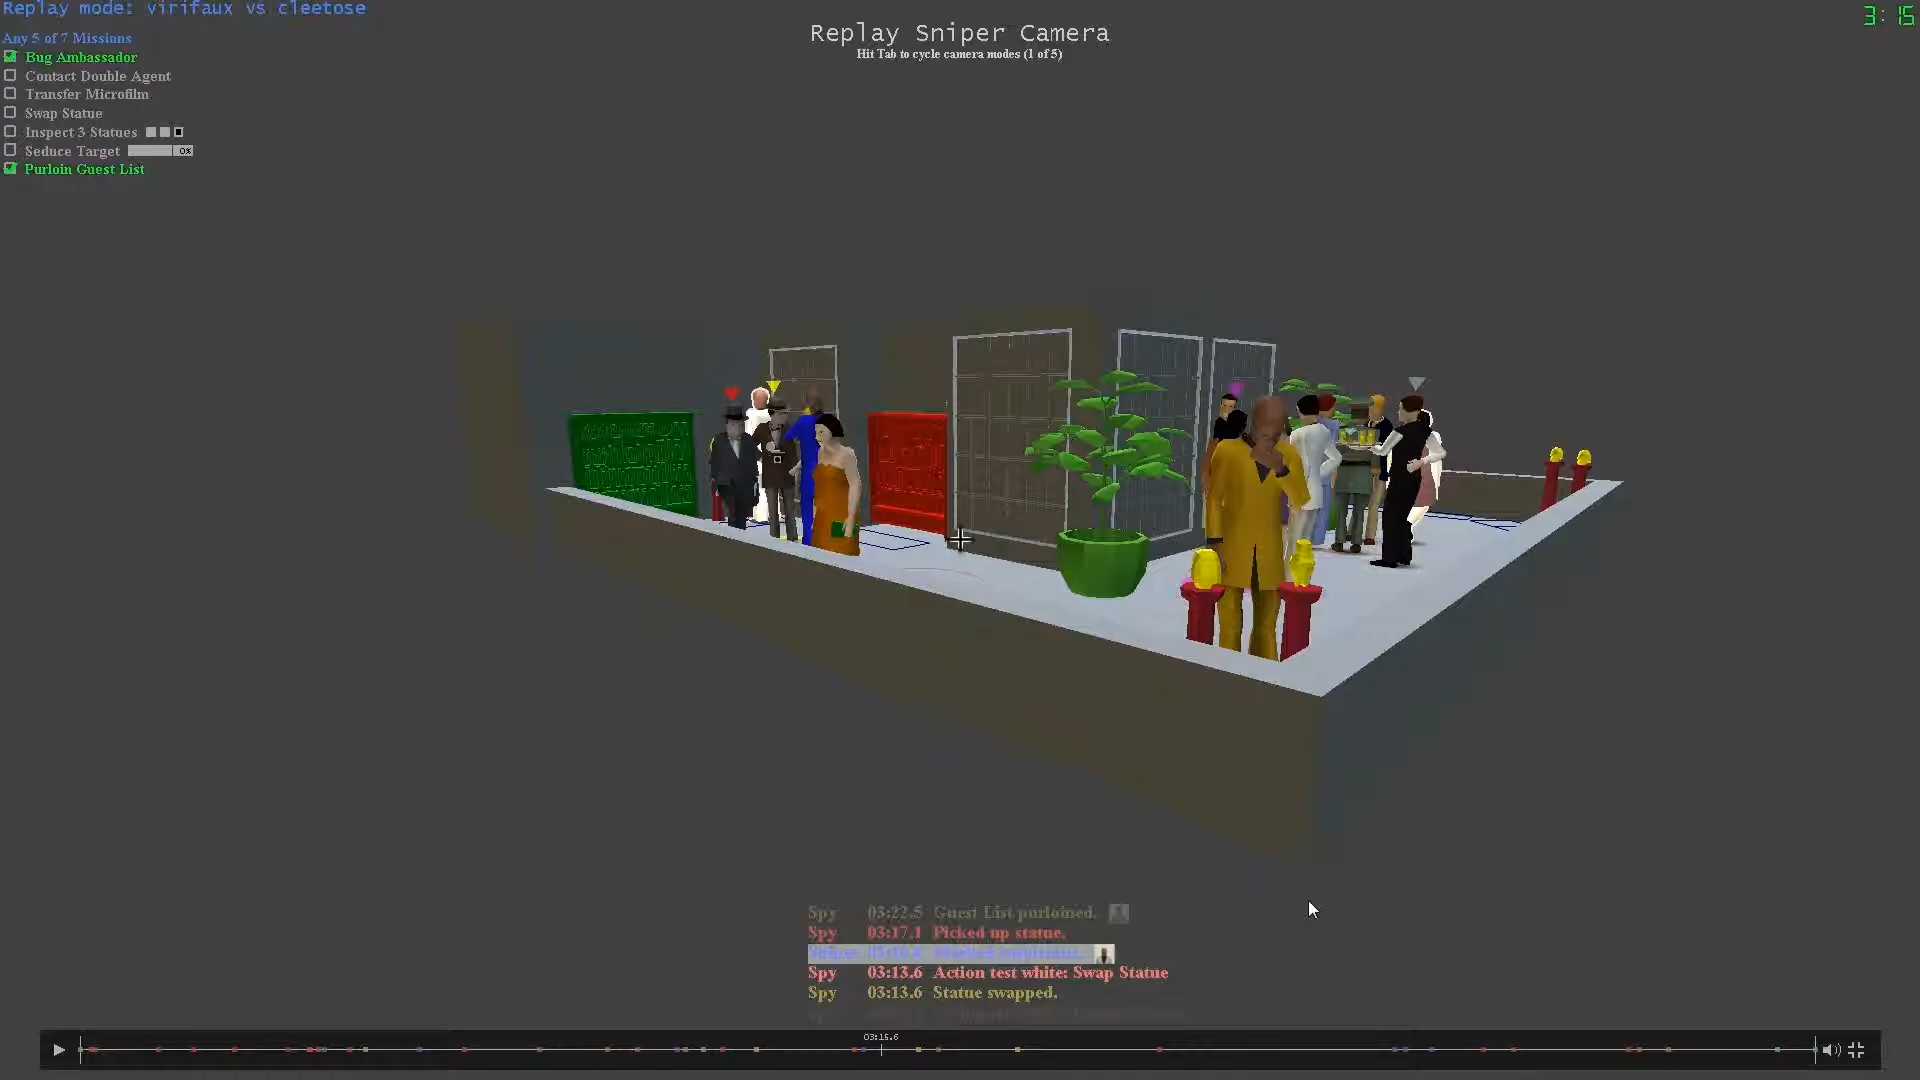 Replay mode: virifaux vs cleetose
3:15
Replay Sniper Camera
Hit Tab to cycle camera modes (1 of 5)
Any 5 of 7 Missions
Bug Ambassador
Contact Double Agent
Transfer Microfilm
Swap Statue
Inspect 3 Statues
Seduce Target 0%
Purloin Guest List
Spy 03:22.5 Guest List purloined.
Spy 03:17.1 Picked up statue.
Spy 03:13.6 Action test white: Swap Statue
Spy 03:13.6 Statue swapped.
03:15.6